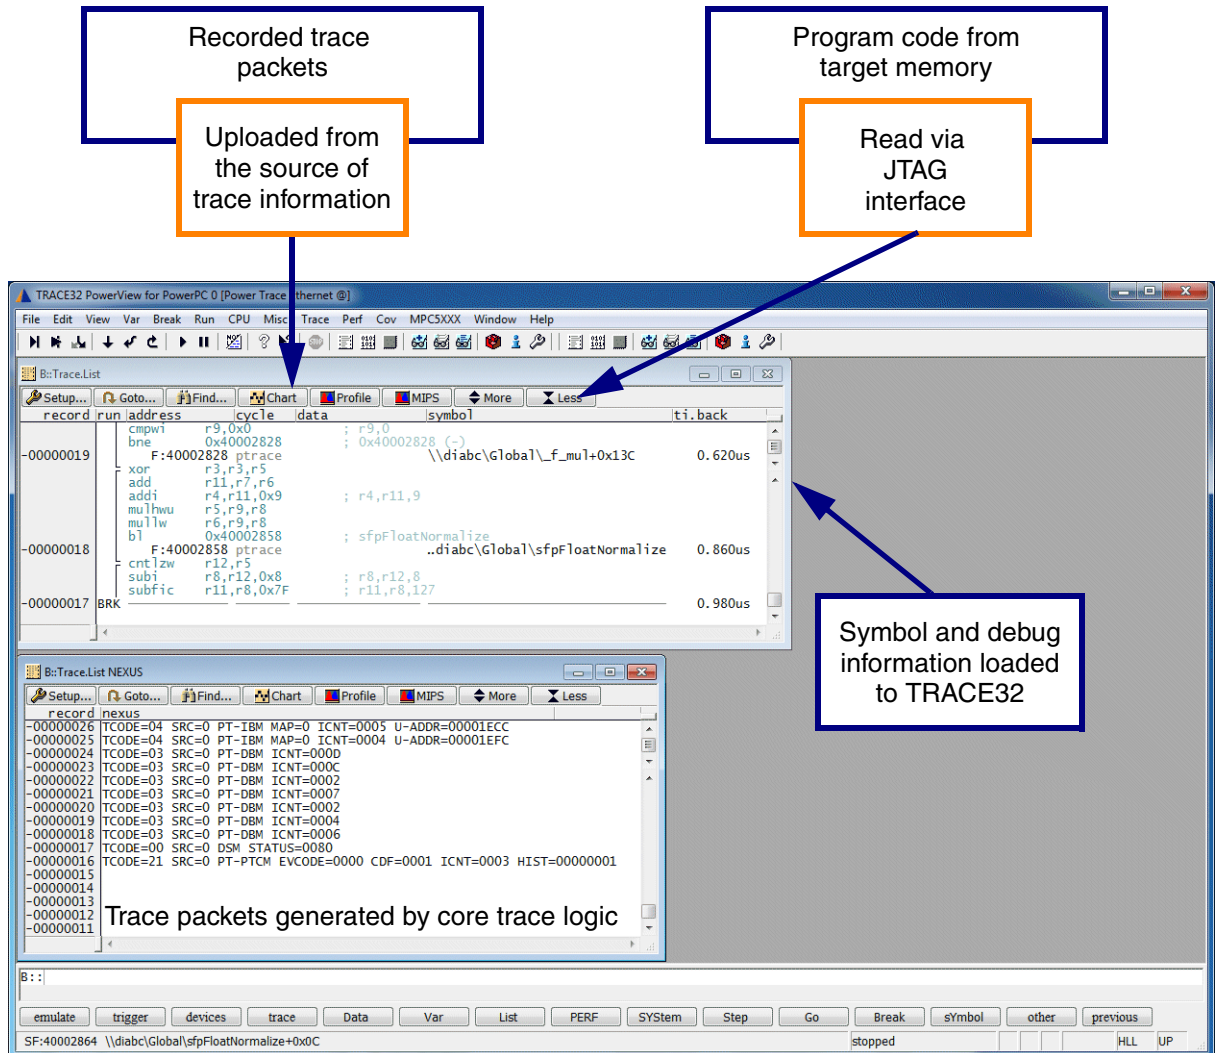 Recorded trace
packets
Uploaded from
the source of
trace information
Program code from
target memory
Read via
JTAG
interface
TRACE32 PowerView for PowerPC 0 [Power Trace Ethernet @]
File Edit View Var Break Run CPU Misc Trace Perf Cov MPC5XXX Window Help
B::Trace.List
Setup... Goto... Find... Chart Profile MIPS More Less
record run address cycle data symbol ti.back
cmpwi r9,0x0 ; r9,0
bne 0x40002828 ; 0x40002828 (-)
-00000019 F:40002828 ptrace \\diabc\Global\_f_mul+0x13C 0.620us
xor r3,r3,r5
add r11,r7,r6
addi r4,r11,0x9 ; r4,r11,9
mulhwu r5,r9,r8
mullw r6,r9,r8
bl 0x40002858 ; sfpFloatNormalize
-00000018 F:40002858 ptrace ..diabc\Global\sfpFloatNormalize 0.860us
cntlzw r12,r5
subi r8,r12,0x8 ; r8,r12,8
subfic r11,r8,0x7F ; r11,r8,127
-00000017 BRK 0.980us
Symbol and debug
information loaded
to TRACE32
B::Trace.List NEXUS
Setup... Goto... Find... Chart Profile MIPS More Less
record nexus
-00000026 TCODE=04 SRC=0 PT-IBM MAP=0 ICNT=0005 U-ADDR=00001ECC
-00000025 TCODE=04 SRC=0 PT-IBM MAP=0 ICNT=0004 U-ADDR=00001EFC
-00000024 TCODE=03 SRC=0 PT-DBM ICNT=000D
-00000023 TCODE=03 SRC=0 PT-DBM ICNT=000C
-00000022 TCODE=03 SRC=0 PT-DBM ICNT=0002
-00000021 TCODE=03 SRC=0 PT-DBM ICNT=0007
-00000020 TCODE=03 SRC=0 PT-DBM ICNT=0002
-00000019 TCODE=03 SRC=0 PT-DBM ICNT=0004
-00000018 TCODE=03 SRC=0 PT-DBM ICNT=0006
-00000017 TCODE=00 SRC=0 DSM STATUS=0080
-00000016 TCODE=21 SRC=0 PT-PTCM EVCODE=0000 CDF=0001 ICNT=0003 HIST=00000001
-00000015
-00000014
-00000013
-00000012
-00000011
Trace packets generated by core trace logic
B::
emulate trigger devices trace Data Var List PERF SYStem Step Go Break sYmbol other previous
SF:40002864 \\diabc\Global\sfpFloatNormalize+0x0C stopped HLL UP